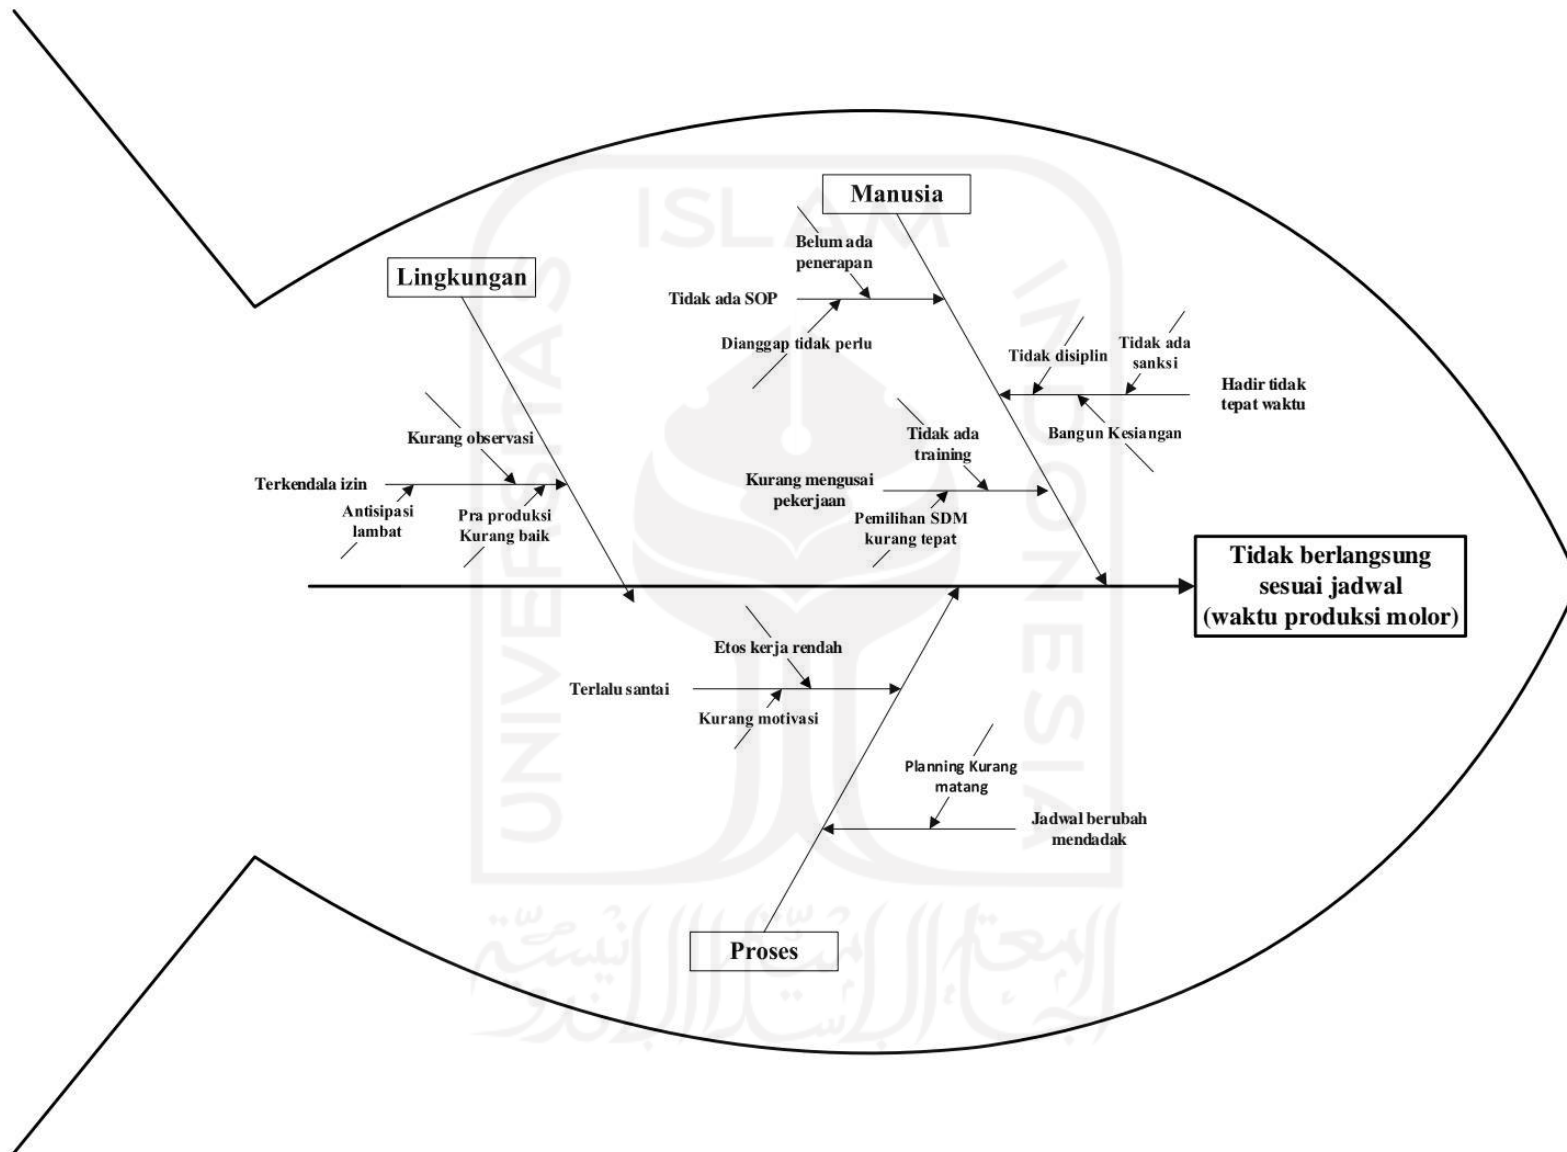 Manusia
Belum ada
penerapan
Tidak ada SOP
Dianggap tidak perlu
Tidak disiplin
Tidak ada
sanksi
Hadir tidak
tepat waktu
Bangun Kesiangan
Tidak ada
training
Kurang mengusai
pekerjaan
Pemilihan SDM
kurang tepat
Lingkungan
Kurang observasi
Terkendala izin
Antisipasi
lambat
Pra produksi
Kurang baik
Tidak berlangsung
sesuai jadwal
(waktu produksi molor)
Etos kerja rendah
Terlalu santai
Kurang motivasi
Planning Kurang
matang
Jadwal berubah
mendadak
Proses
UNIVERSITAS
ISLAM
INDONESIA